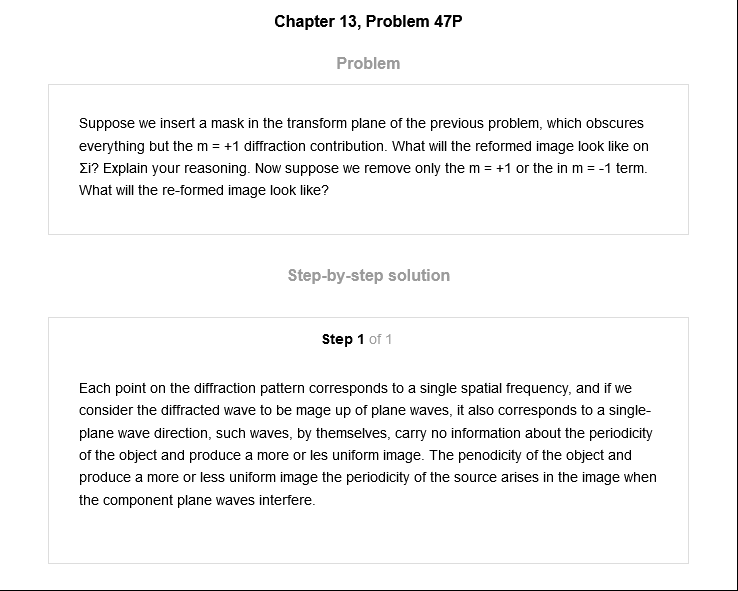 Chapter 13, Problem 47P
Problem
Suppose we insert a mask in the transform plane of the previous problem, which obscures
everything but the m = +1 diffraction contribution. What will the reformed image look like on
Σi? Explain your reasoning. Now suppose we remove only the m = +1 or the in m = -1 term.
What will the re-formed image look like?
Step-by-step solution
Step 1 of 1
Each point on the diffraction pattern corresponds to a single spatial frequency, and if we
consider the diffracted wave to be mage up of plane waves, it also corresponds to a single-
plane wave direction, such waves, by themselves, carry no information about the periodicity
of the object and produce a more or les uniform image. The penodicity of the object and
produce a more or less uniform image the periodicity of the source arises in the image when
the component plane waves interfere.